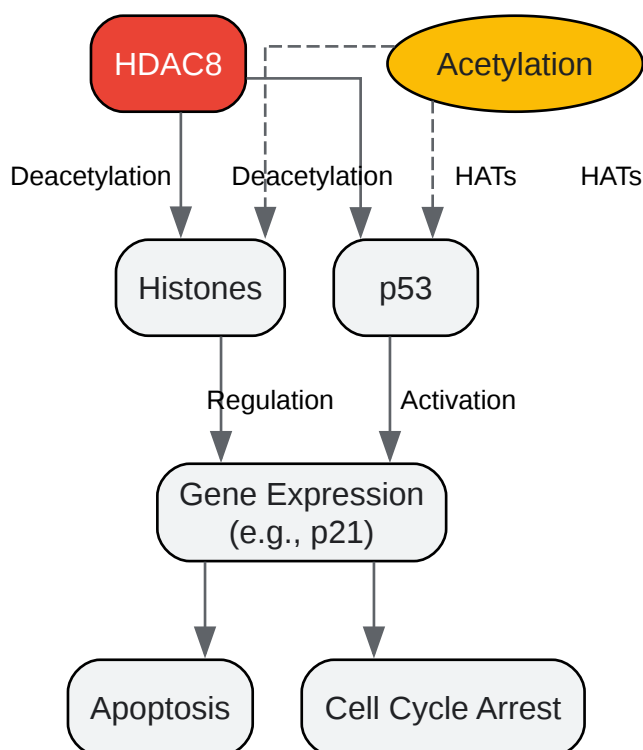 HDAC8
Acetylation
Deacetylation
Deacetylation
HATs
HATs
Histones
p53
Regulation
Activation
Gene Expression
(e.g., p21)
Apoptosis
Cell Cycle Arrest